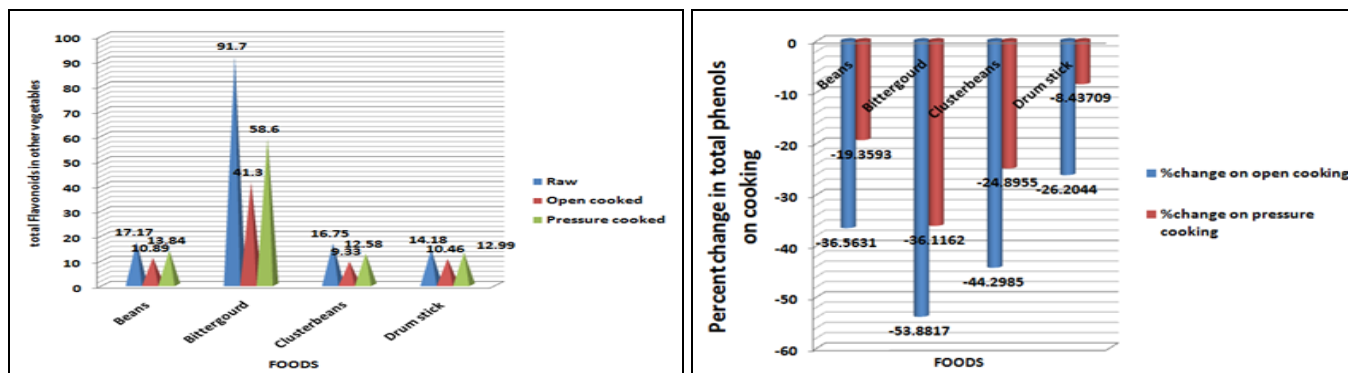 total Flavonoids in other vegetables
100
90
80
70
60
50
40
30
20
10
0
91.7
58.6
41.3
17.17
10.89
13.84
16.75
9.33
12.58
14.18
10.46
12.99
Beans
Bittergourd
Clusterbeans
Drum stick
FOODS
Raw
Open cooked
Pressure cooked
Percent change in total phenols
on cooking
0
-10
-20
-30
-40
-50
-60
Beans
Bittergourd
Clusterbeans
Drum stick
-36.5631
-19.3593
-53.8817
-36.1162
-44.2985
-24.8955
-26.2044
-8.43709
FOODS
%change on open cooking
%change on pressure
cooking